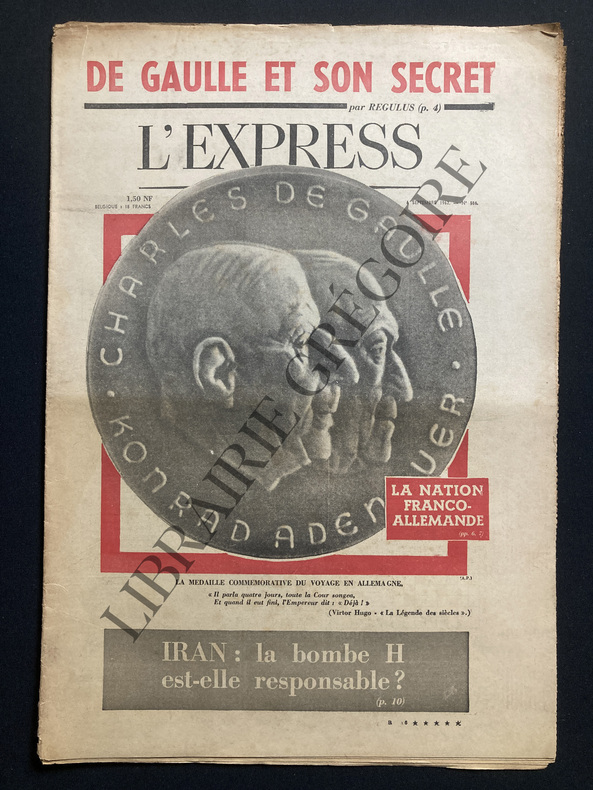 DE GAULLE ET SON SECRET
par REGULUS (p. 4)
L'EXPRESS
1,50 NF
BELGIQUE : 18 FRANCS
CHARLES DE GAULLE
KONRAD ADENAUER
LA NATION
FRANCO-
ALLEMANDE
(pp. 6, 7)
(A.P.)
LA MEDAILLE COMMEMORATIVE DU VOYAGE EN ALLEMAGNE,
« Il parla quatre jours, toute la Cour songea,
Et quand il eut fini, l'Empereur dit : « Déjà ! »
(Victor Hugo - « La Légende des siècles ».)
IRAN : la bombe H
est-elle responsable ?
(p. 10)
LIBRAIRIE GRÉGOIRE